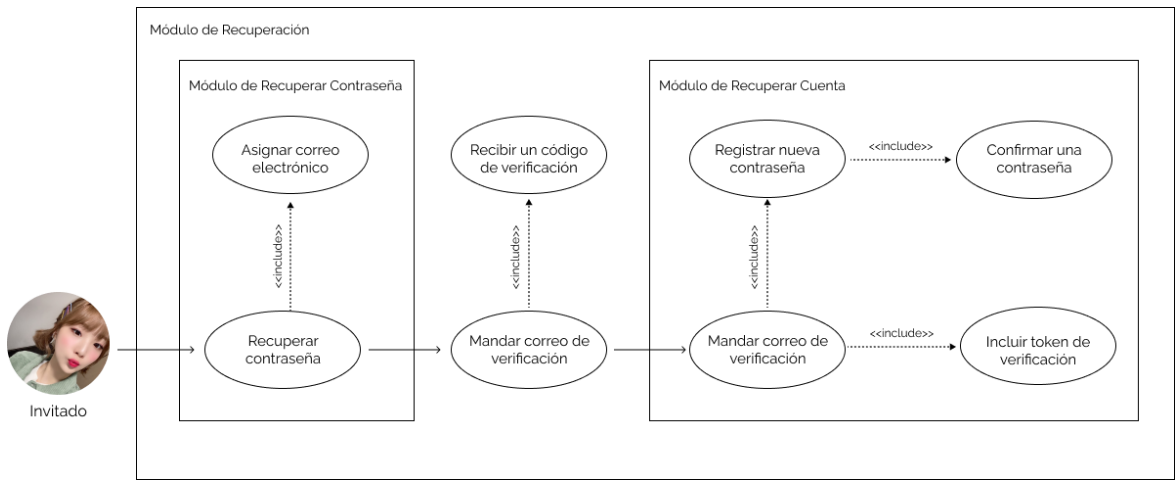 Módulo de Recuperación
Módulo de Recuperar Contraseña
Módulo de Recuperar Cuenta
Asignar correo
electrónico
Recibir un código
de verificación
Registrar nueva
contraseña
<<include>>
Confirmar una
contraseña
<<include>>
<<include>>
<<include>>
Recuperar
contraseña
Mandar correo de
verificación
Mandar correo de
verificación
<<include>>
Incluir token de
verificación
Invitado